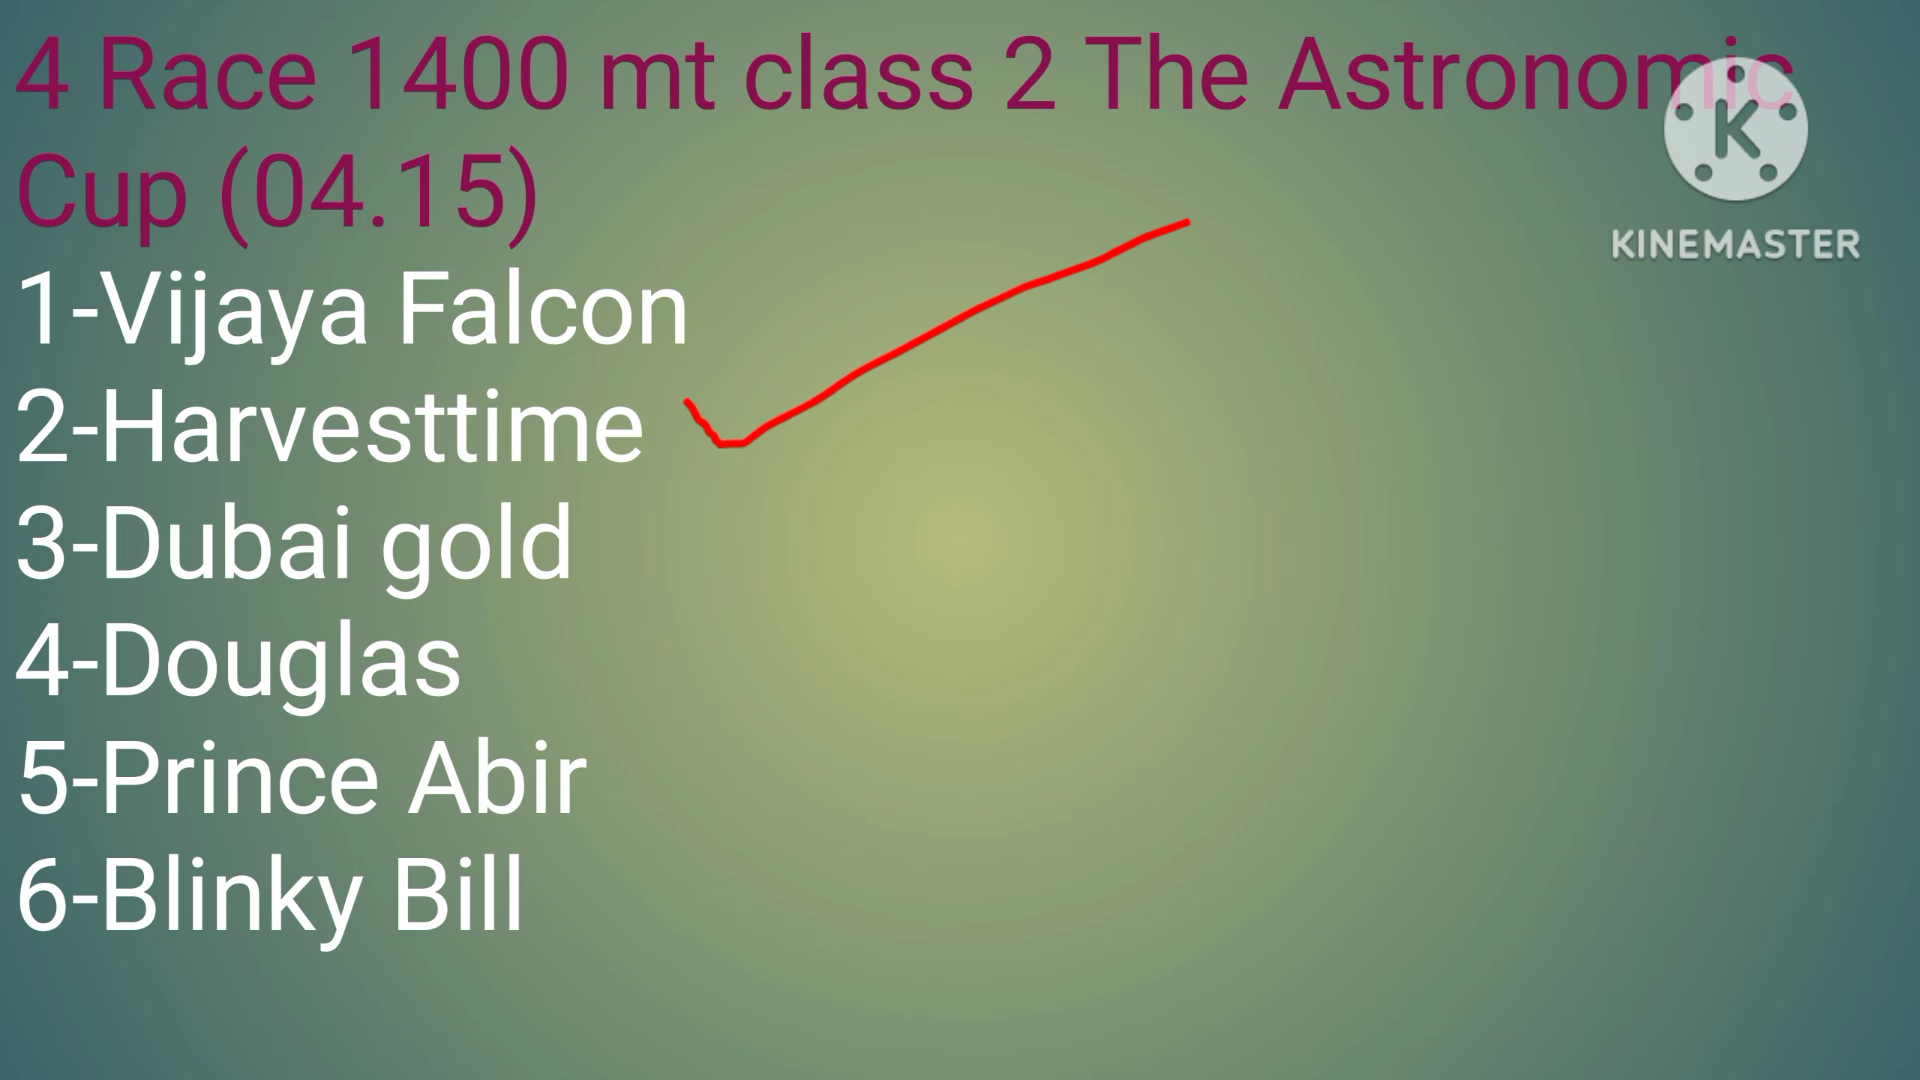 4 Race 1400 mt class 2 The Astronomic
Cup (04.15)
1-Vijaya Falcon
2-Harvesttime
3-Dubai gold
4-Douglas
5-Prince Abir
6-Blinky Bill
K
KINEMASTER